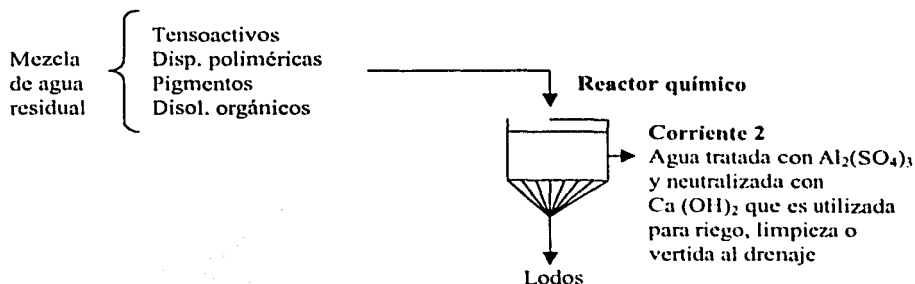 Mezcla
de agua
residual
Tensoactivos
Disp. poliméricas
Pigmentos
Disol. orgánicos
Reactor químico
Corriente 2
Agua tratada con Al₂(SO₄)₃
y neutralizada con
Ca (OH)₂ que es utilizada
para riego, limpieza o
vertida al drenaje
Lodos